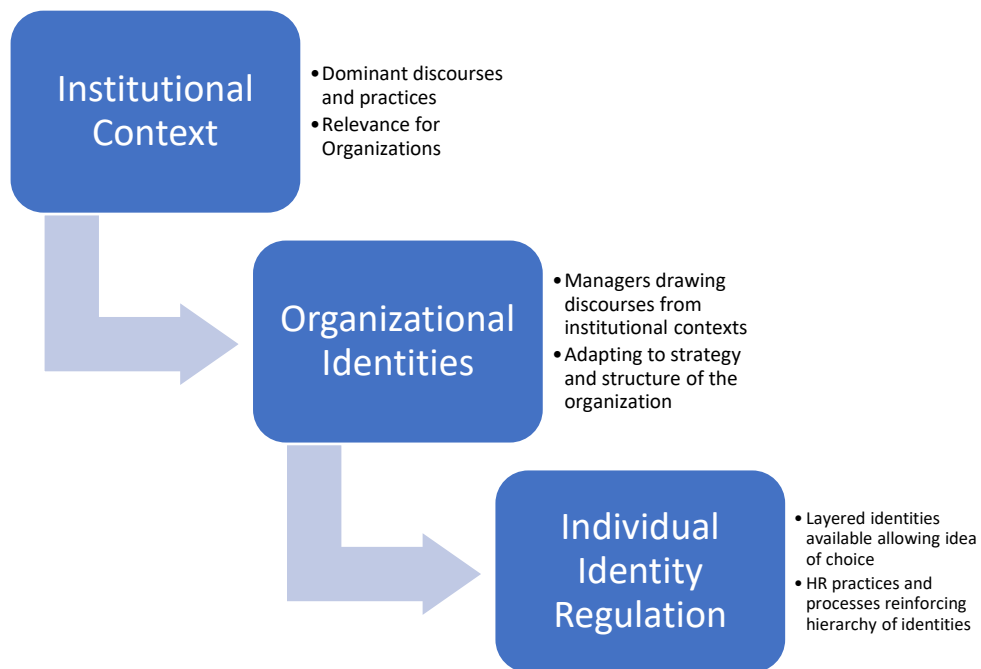 Institutional
Context
•Dominant discourses
and practices
•Relevance for
Organizations
Organizational
Identities
•Managers drawing
discourses from
institutional contexts
•Adapting to strategy
and structure of the
organization
Individual
Identity
Regulation
• Layered identities
available allowing idea
of choice
• HR practices and
processes reinforcing
hierarchy of identities